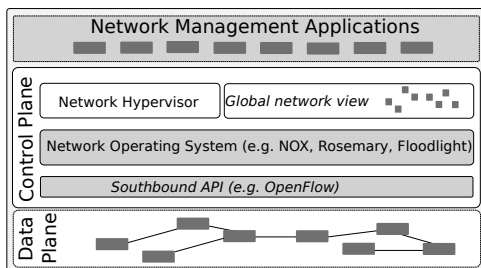 Network Management Applications
Control Plane
Network Hypervisor
Global network view
Network Operating System (e.g. NOX, Rosemary, Floodlight)
Southbound API (e.g. OpenFlow)
Data
Plane